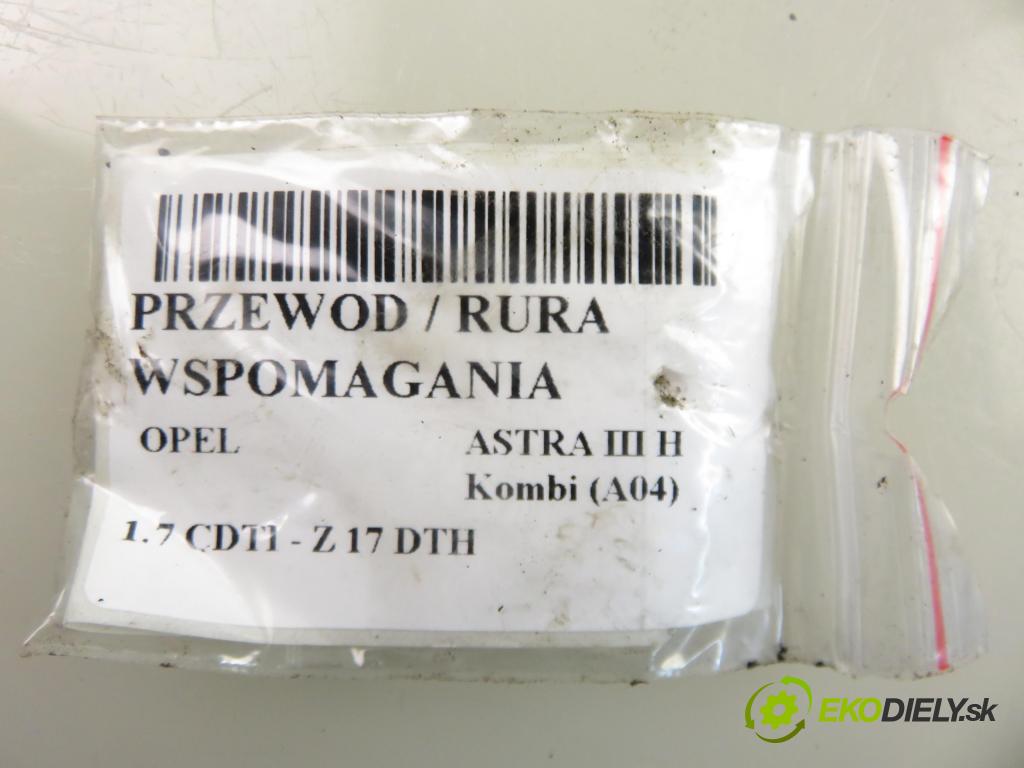 PRZEWOD / RURA
WSPOMAGANIA
OPEL ASTRA III H
Kombi (A04)
1.7 CDTI - Z 17 DTH
EKODIELY.sk